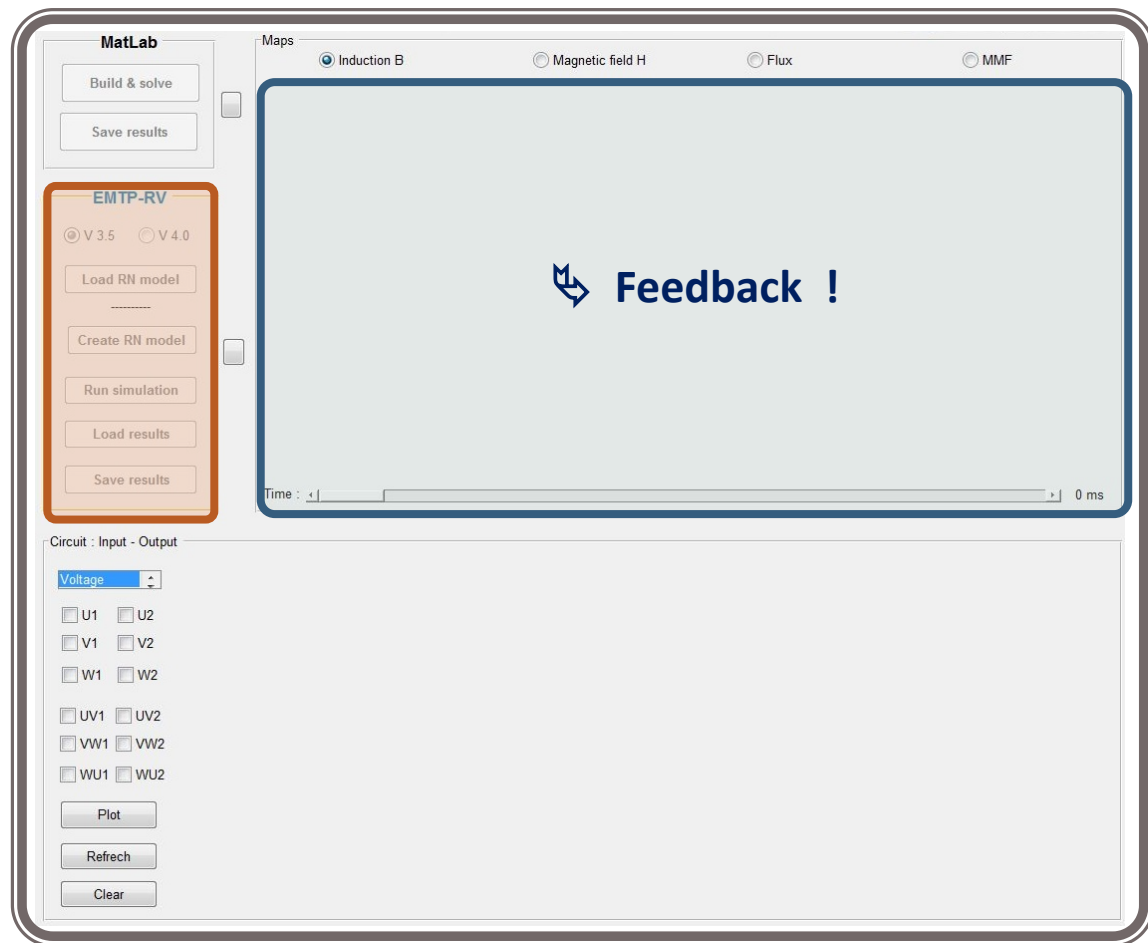 MatLab
Build & solve
Save results
EMTP-RV
V 3.5 V 4.0
Load RN model
----------
Create RN model
Run simulation
Load results
Save results
Maps
Induction B Magnetic field H Flux MMF
Feedback !
Time : 0 ms
Circuit : Input - Output
Voltage
U1 U2
V1 V2
W1 W2
UV1 UV2
VW1 VW2
WU1 WU2
Plot
Refrech
Clear